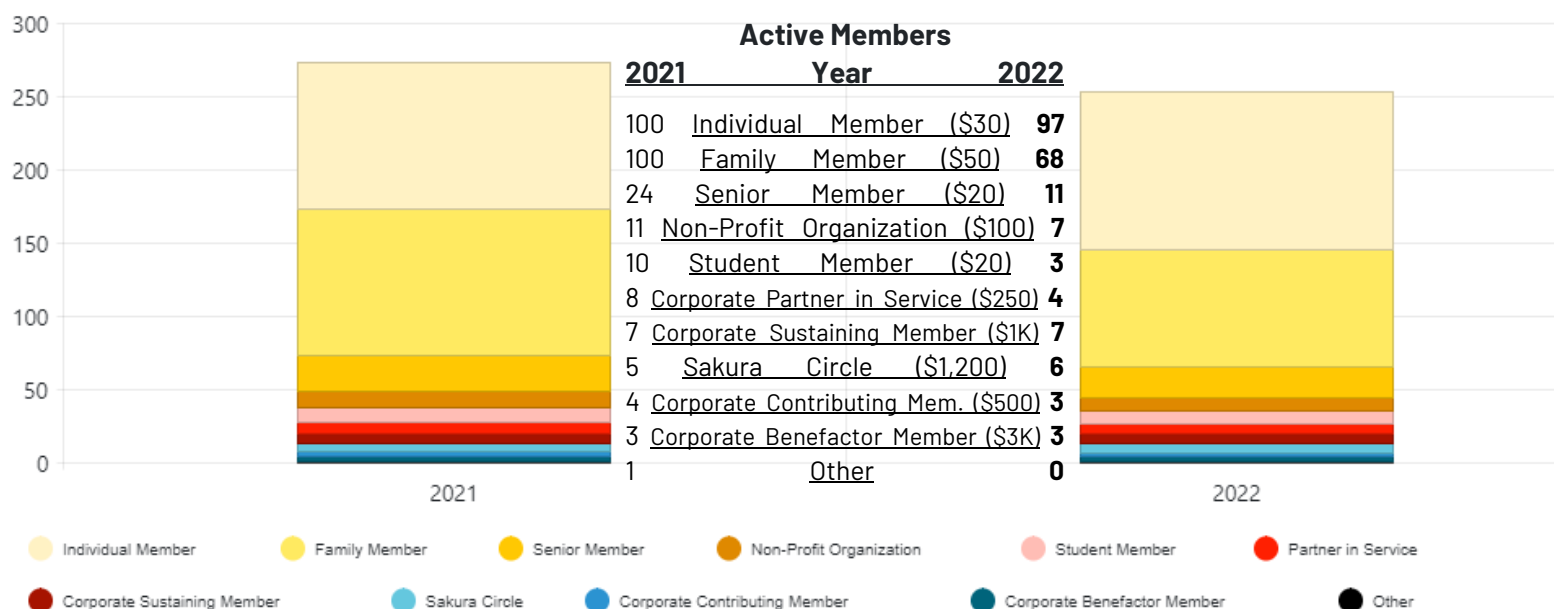 300
250
200
150
100
50
0
Active Members
2021 Year 2022
100 Individual Member ($30) 97
100 Family Member ($50) 68
24 Senior Member ($20) 11
11 Non-Profit Organization ($100) 7
10 Student Member ($20) 3
8 Corporate Partner in Service ($250) 4
7 Corporate Sustaining Member ($1K) 7
5 Sakura Circle ($1,200) 6
4 Corporate Contributing Mem. ($500) 3
3 Corporate Benefactor Member ($3K) 3
1 Other 0
2021 2022
Individual Member Family Member Senior Member Non-Profit Organization Student Member Partner in Service
Corporate Sustaining Member Sakura Circle Corporate Contributing Member Corporate Benefactor Member Other